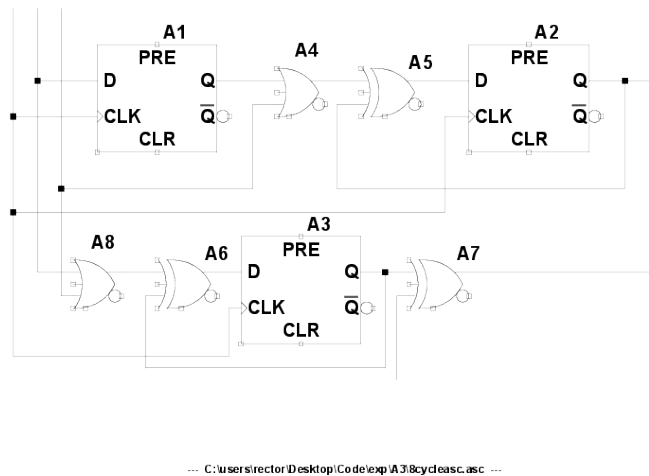 A1
PRE
D Q
CLK Q
CLR
A4
A5
A2
PRE
D Q
CLK Q
CLR
A8
A6
A3
PRE
D Q
CLK Q
CLR
A7
--- C:\users\rector\Desktop\Code\exp\A3\8cycleasc.asc ---